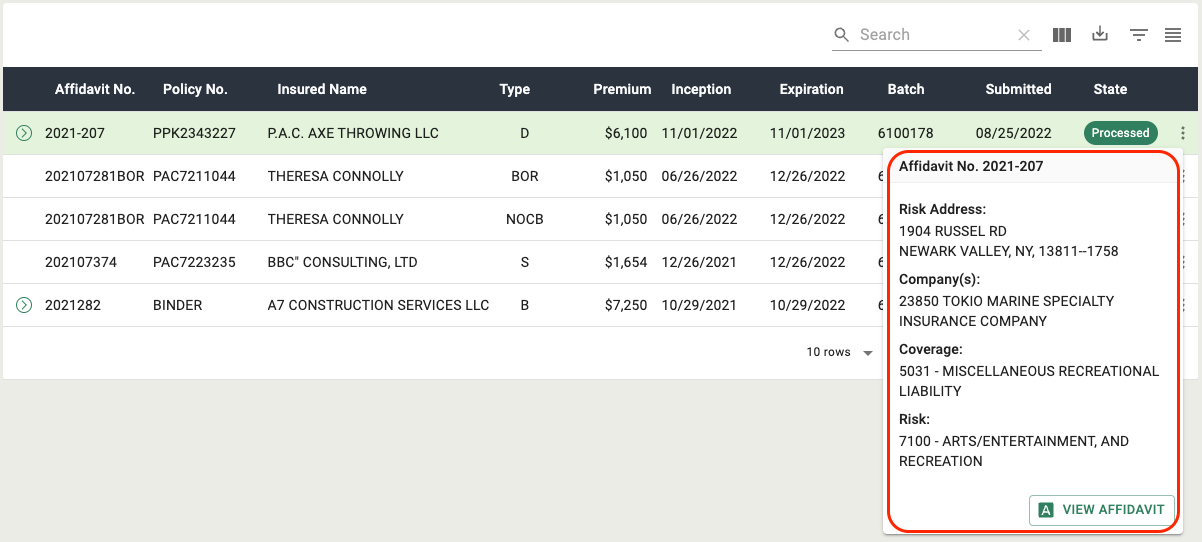 Search
Affidavit No. Policy No. Insured Name Type Premium Inception Expiration Batch Submitted State
2021-207 PPK2343227 P.A.C. AXE THROWING LLC D $6,100 11/01/2022 11/01/2023 6100178 08/25/2022 Processed
202107281BOR PAC7211044 THERESA CONNOLLY BOR $1,050 06/26/2022 12/26/2022
202107281BOR PAC7211044 THERESA CONNOLLY NOCB $1,050 06/26/2022 12/26/2022
202107374 PAC7223235 BBC" CONSULTING, LTD S $1,654 12/26/2021 12/26/2022
2021282 BINDER A7 CONSTRUCTION SERVICES LLC B $7,250 10/29/2021 10/29/2022
10 rows
Affidavit No. 2021-207
Risk Address:
1904 RUSSEL RD
NEWARK VALLEY, NY, 13811--1758
Company(s):
23850 TOKIO MARINE SPECIALTY
INSURANCE COMPANY
Coverage:
5031 - MISCELLANEOUS RECREATIONAL
LIABILITY
Risk:
7100 - ARTS/ENTERTAINMENT, AND
RECREATION
A VIEW AFFIDAVIT